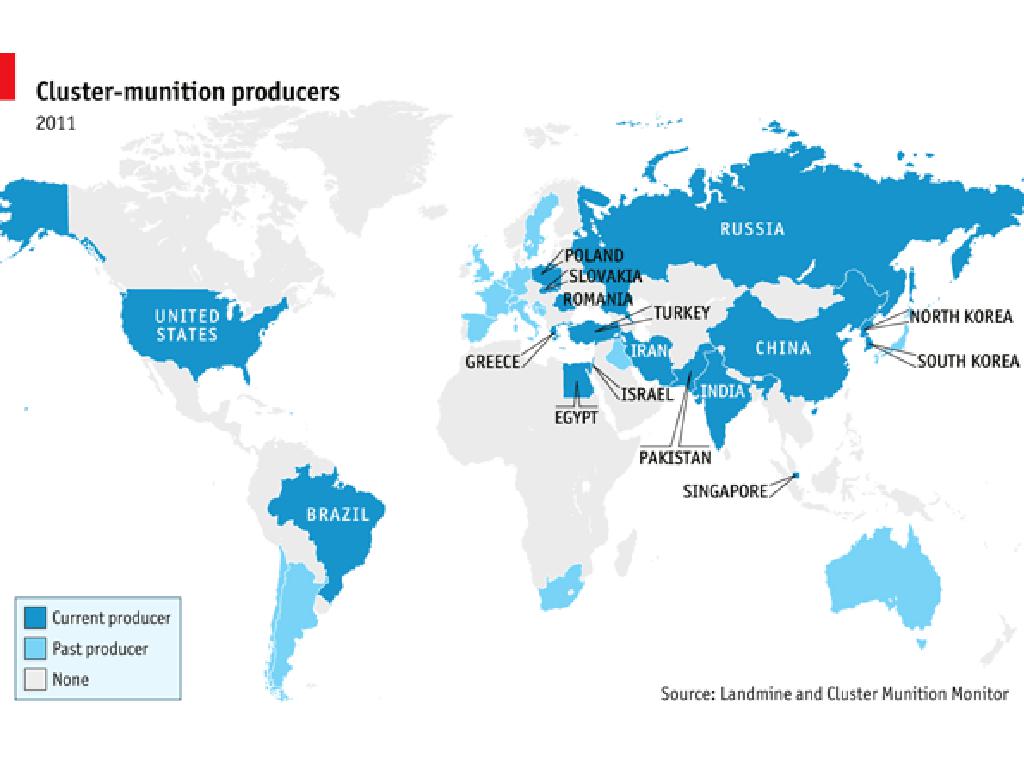 Cluster-munition producers
2011
RUSSIA
POLAND
SLOVAKIA
ROMANIA
UNITED
STATES
TURKEY
NORTH KOREA
GREECE
IRAN
CHINA
SOUTH KOREA
ISRAEL
INDIA
EGYPT
PAKISTAN
SINGAPORE
BRAZIL
Current producer
Past producer
None
Source: Landmine and Cluster Munition Monitor